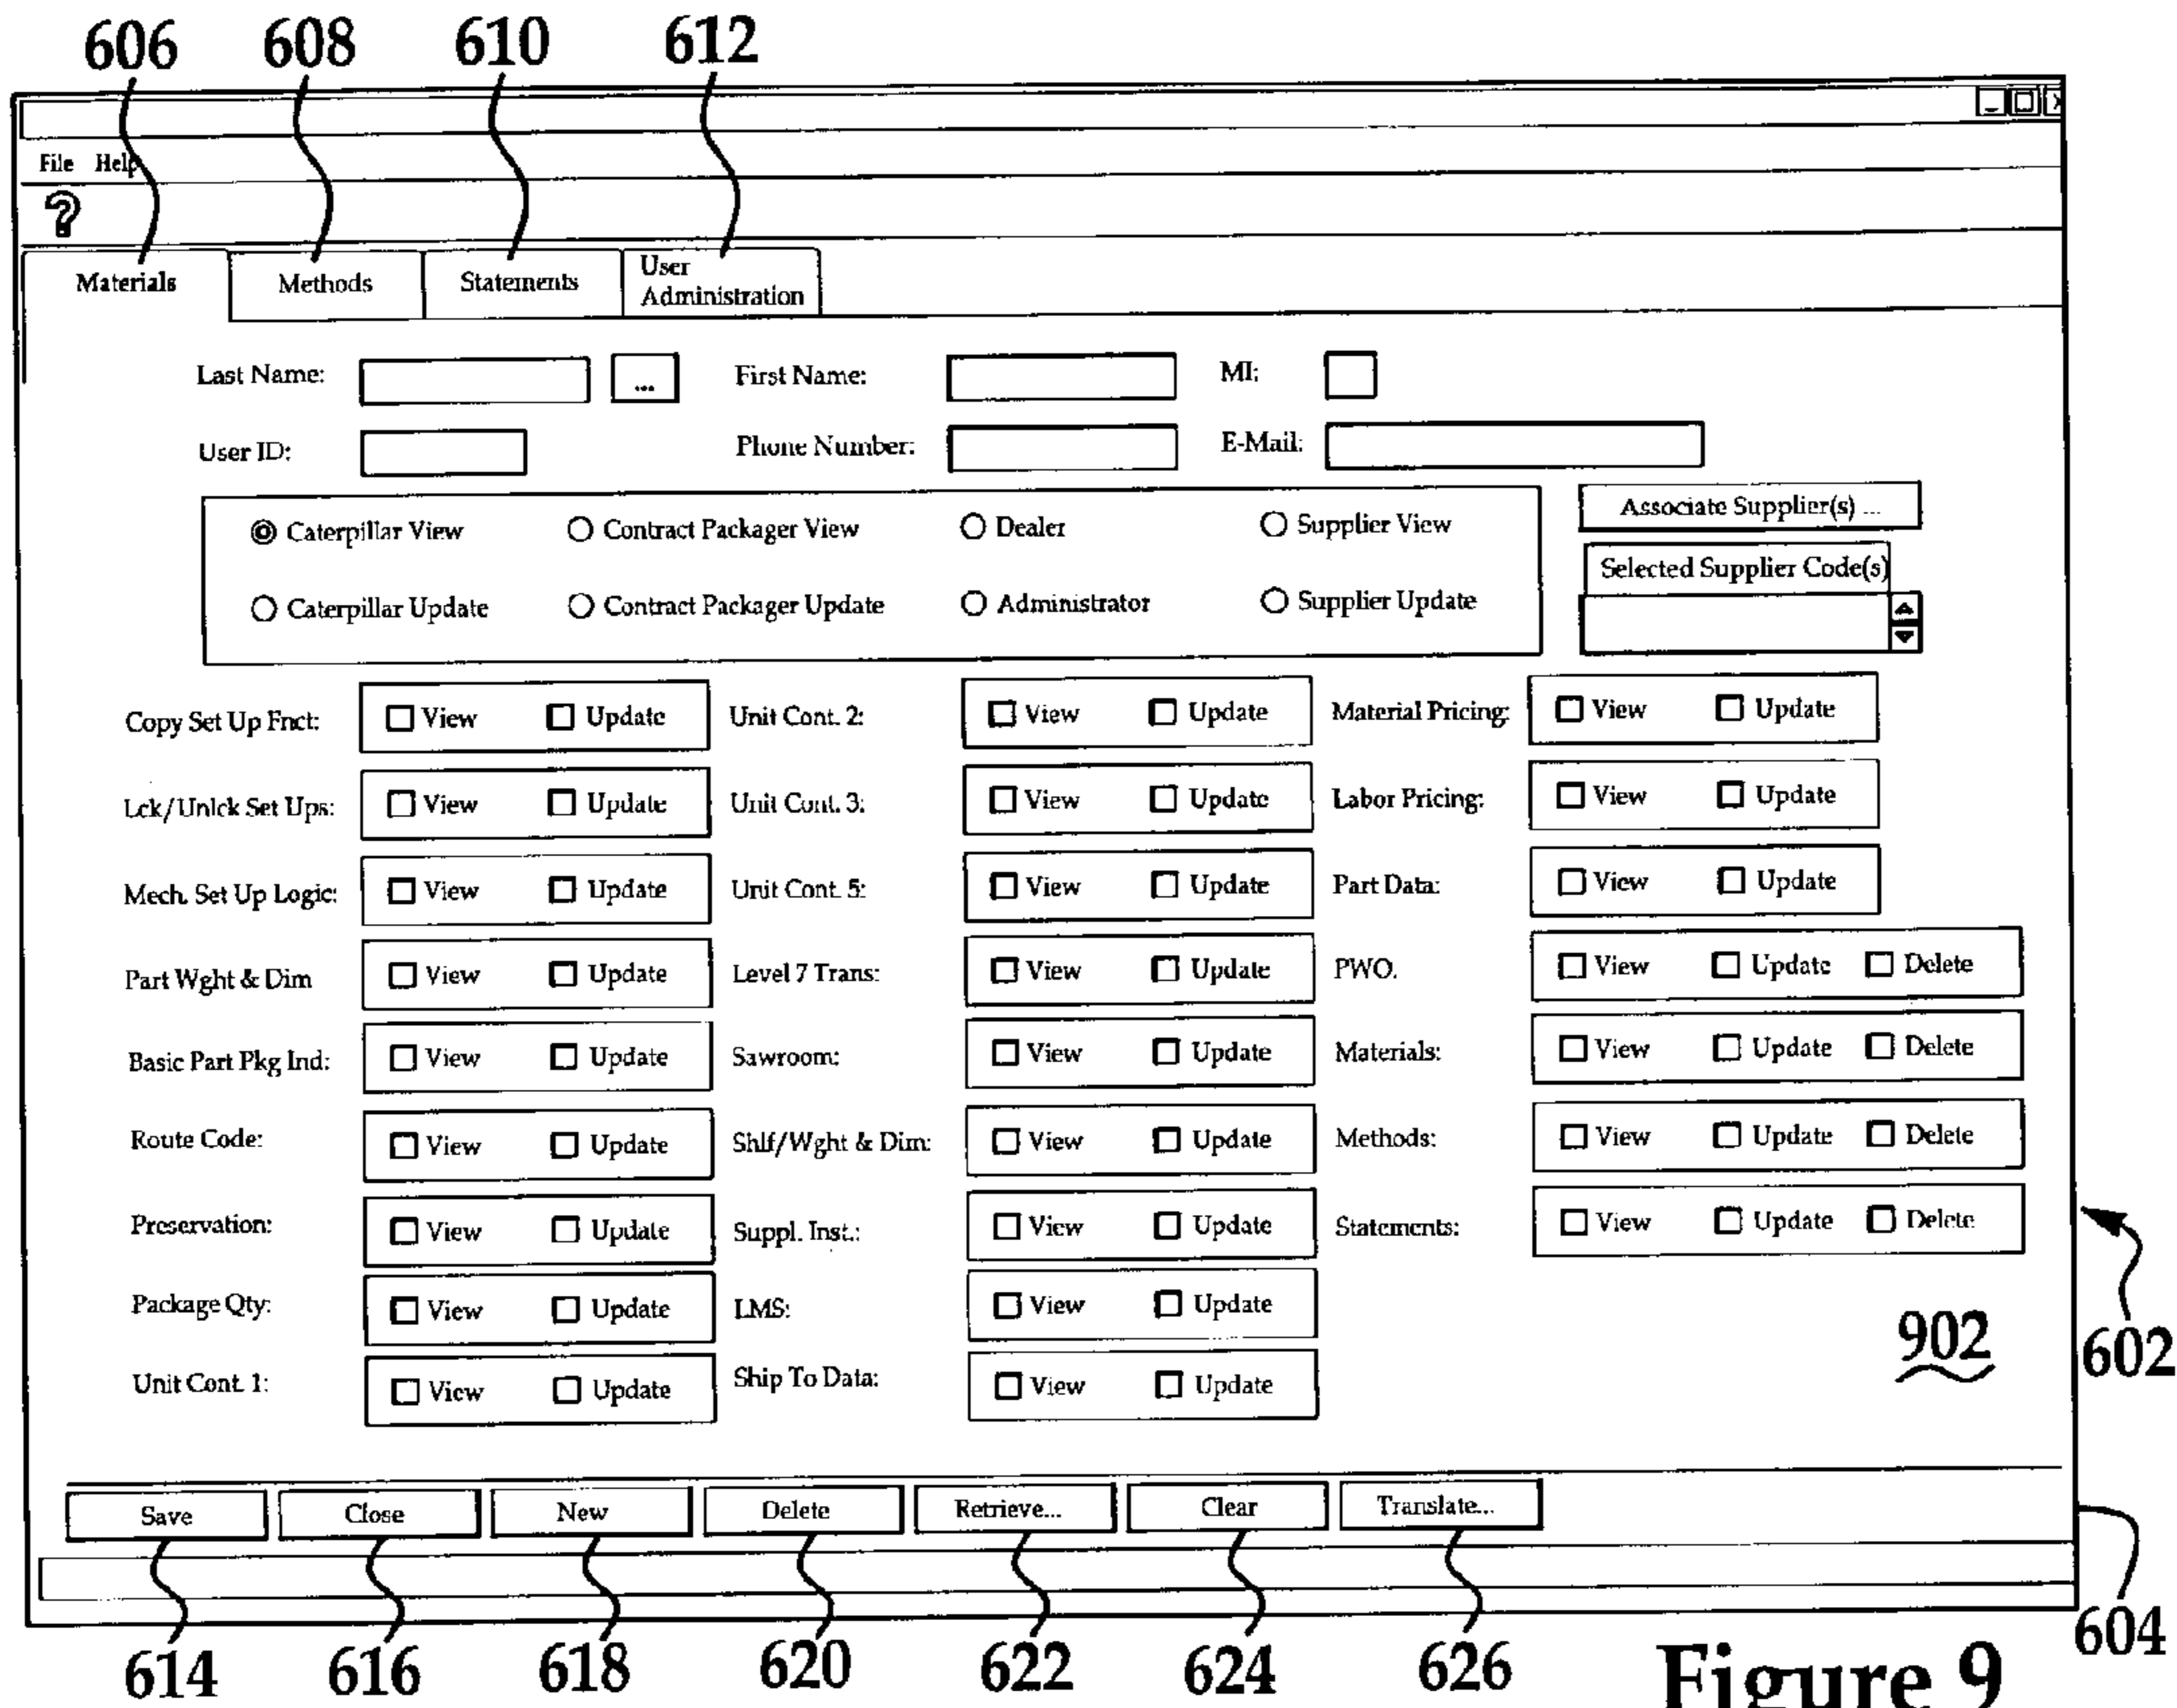 606 608 610 612
File Help
?
Materials Methods Statements User Administration
Last Name: ... First Name: MI:
User ID: Phone Number: E-Mail:
Caterpillar View Contract Packager View Dealer Supplier View Associate Supplier(s) ...
Selected Supplier Code(s)
Caterpillar Update Contract Packager Update Administrator Supplier Update
Copy Set Up Fnct: View Update Unit Cont. 2: View Update Material Pricing: View Update
Lck/Unlck Set Ups: View Update Unit Cont. 3: View Update Labor Pricing: View Update
Mech. Set Up Logic: View Update Unit Cont. 5: View Update Part Data: View Update
Part Wght & Dim View Update Level 7 Trans: View Update PWO. View Update Delete
Basic Part Pkg Ind: View Update Sawroom: View Update Materials: View Update Delete
Route Code: View Update Shlf/Wght & Dim: View Update Methods: View Update Delete
Preservation: View Update Suppl. Inst.: View Update Statements: View Update Delete
Package Qty: View Update LMS: View Update
902 602
Unit Cont. 1: View Update Ship To Data: View Update
Save Close New Delete Retrieve... Clear Translate...
604
614 616 618 620 622 624 626
Figure 9